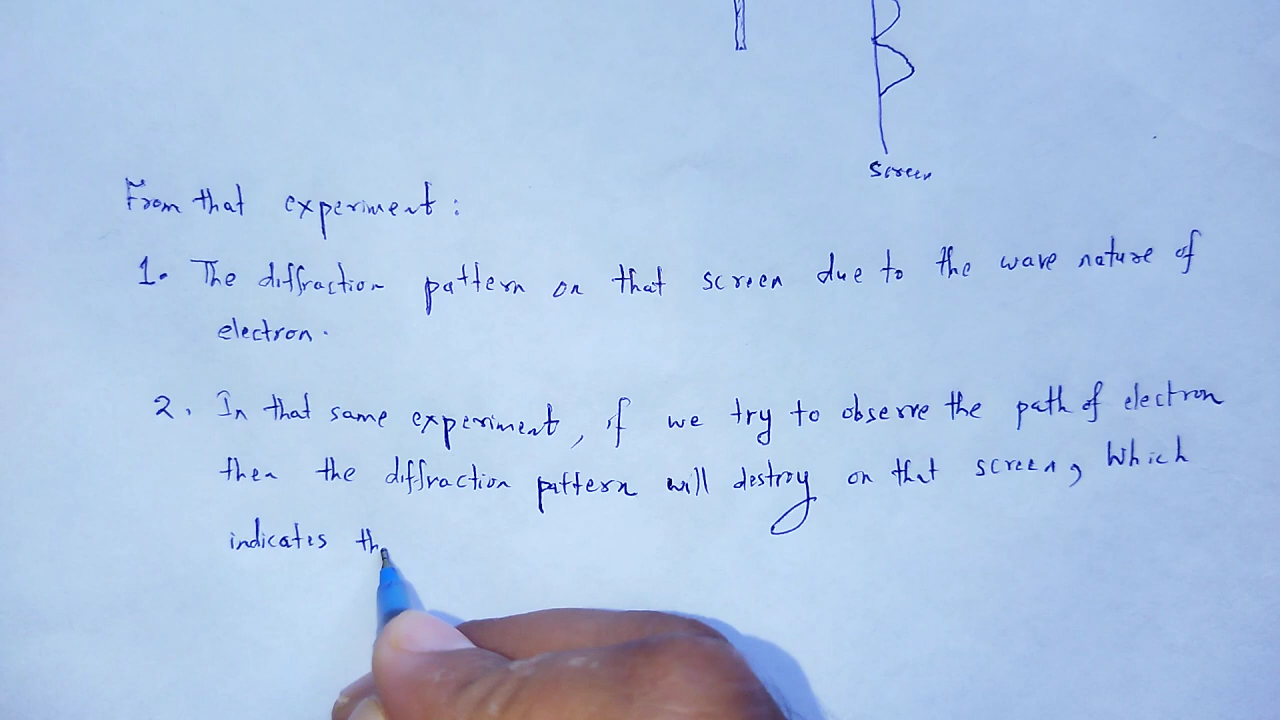 screen
From that experiment:
1. The diffraction pattern on that screen due to the wave nature of
electron.
2. In that same experiment, if we try to observe the path of electron
then the diffraction pattern will destroy on that screen, which
indicates th